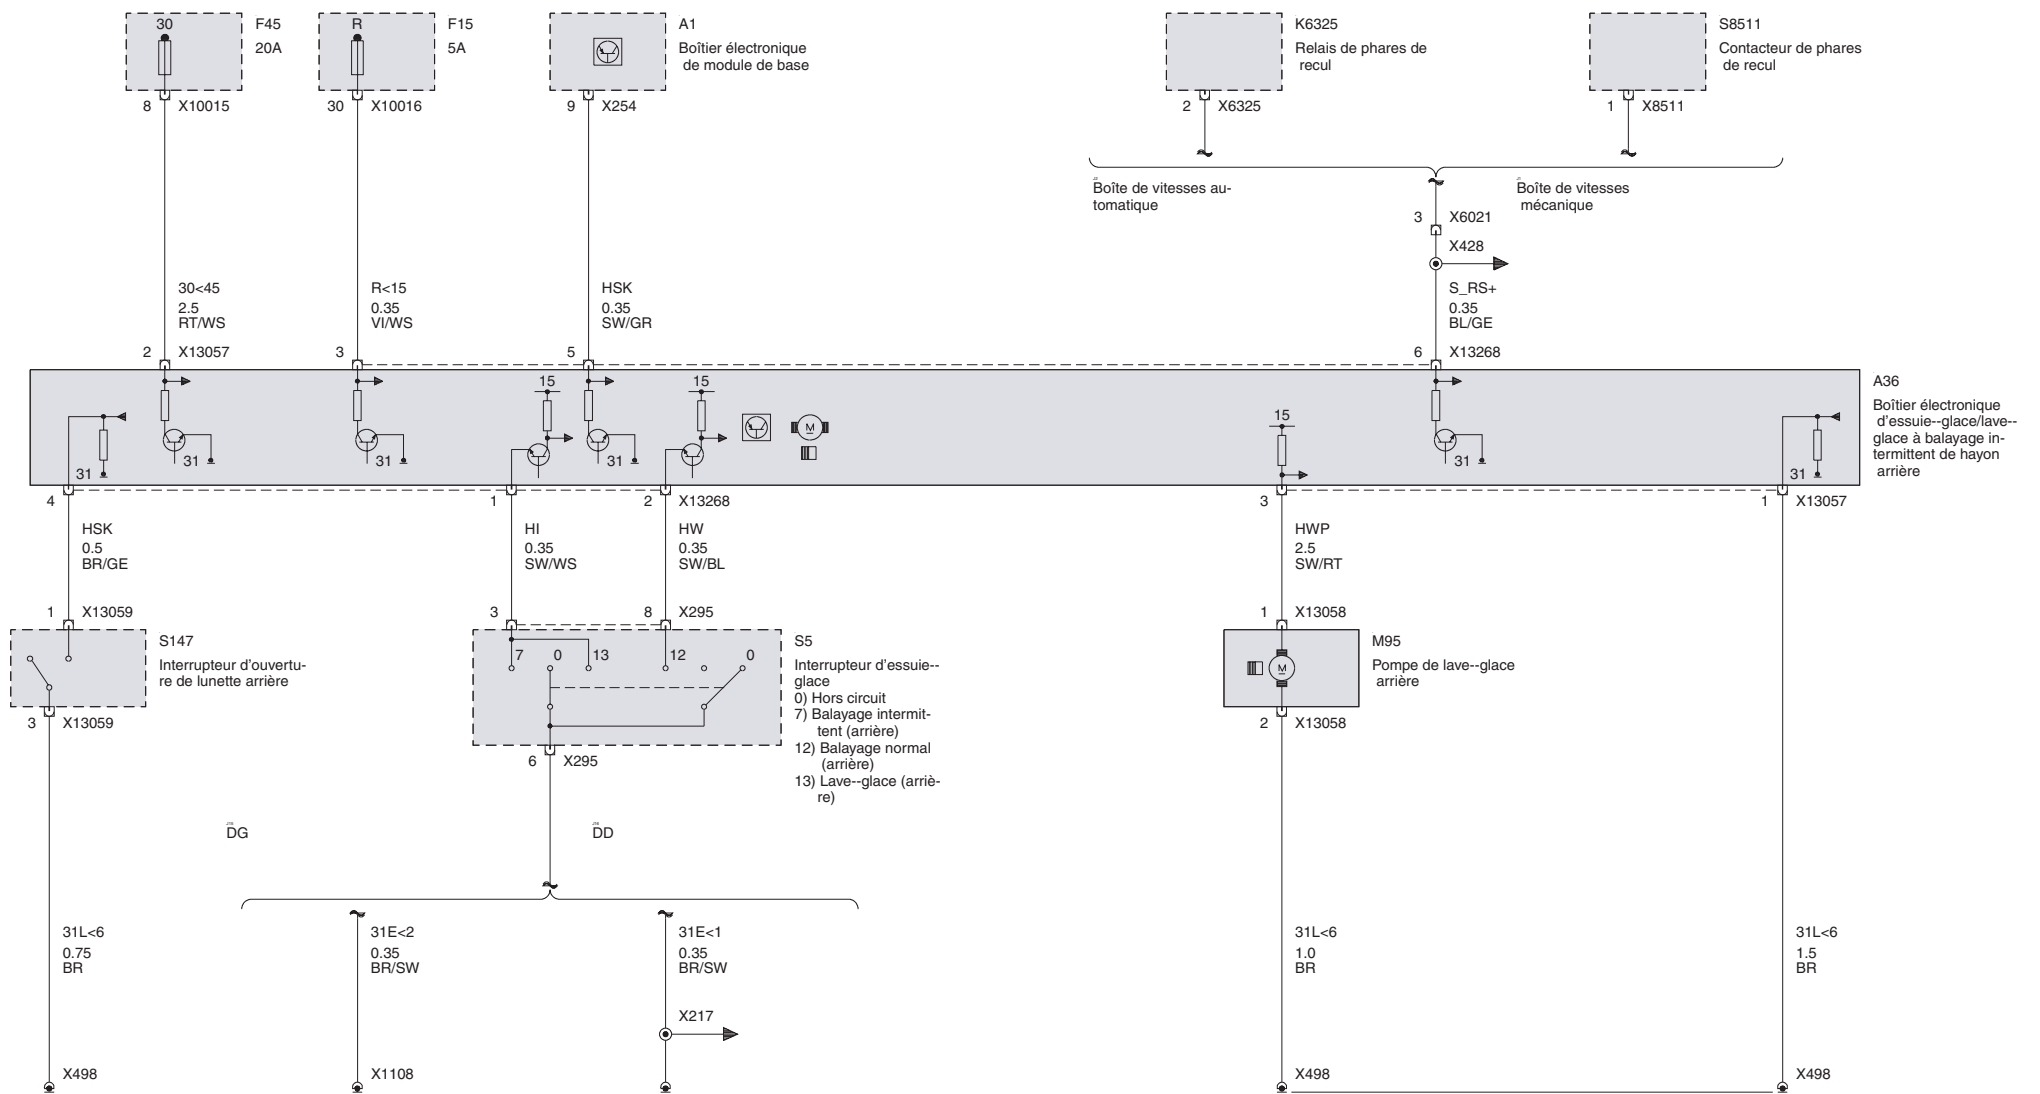 30
F45
20A
R
F15
5A
A1
Boîtier électronique
de module de base
K6325
Relais de phares de
recul
S8511
Contacteur de phares
de recul
8 X10015
30 X10016
9 X254
2 X6325
1 X8511
Boîte de vitesses au-
tomatique
Boîte de vitesses
mécanique
3 X6021
X428
30<45
2.5
RT/WS
R<15
0.35
VI/WS
HSK
0.35
SW/GR
S_RS+
0.35
BL/GE
2 X13057
3
5
6 X13268
A36
Boîtier électronique
d'essuie--glace/lave--
glace à balayage in-
termittent de hayon
arrière
15
15
15
M
31
31
31
31
31
4
1
2 X13268
3
1 X13057
HSK
0.5
BR/GE
HI
0.35
SW/WS
HW
0.35
SW/BL
HWP
2.5
SW/RT
1 X13059
3
8 X295
1 X13058
S147
Interrupteur d'ouvertu-
re de lunette arrière
7
0
13
12
0
S5
Interrupteur d'essuie--
glace
0) Hors circuit
7) Balayage intermit-
tent (arrière)
12) Balayage normal
(arrière)
13) Lave--glace (arriè-
re)
M
M95
Pompe de lave--glace
arrière
3 X13059
6 X295
2 X13058
DG
DD
31L<6
0.75
BR
31E<2
0.35
BR/SW
31E<1
0.35
BR/SW
31L<6
1.0
BR
31L<6
1.5
BR
X217
X498
X1108
X498
X498